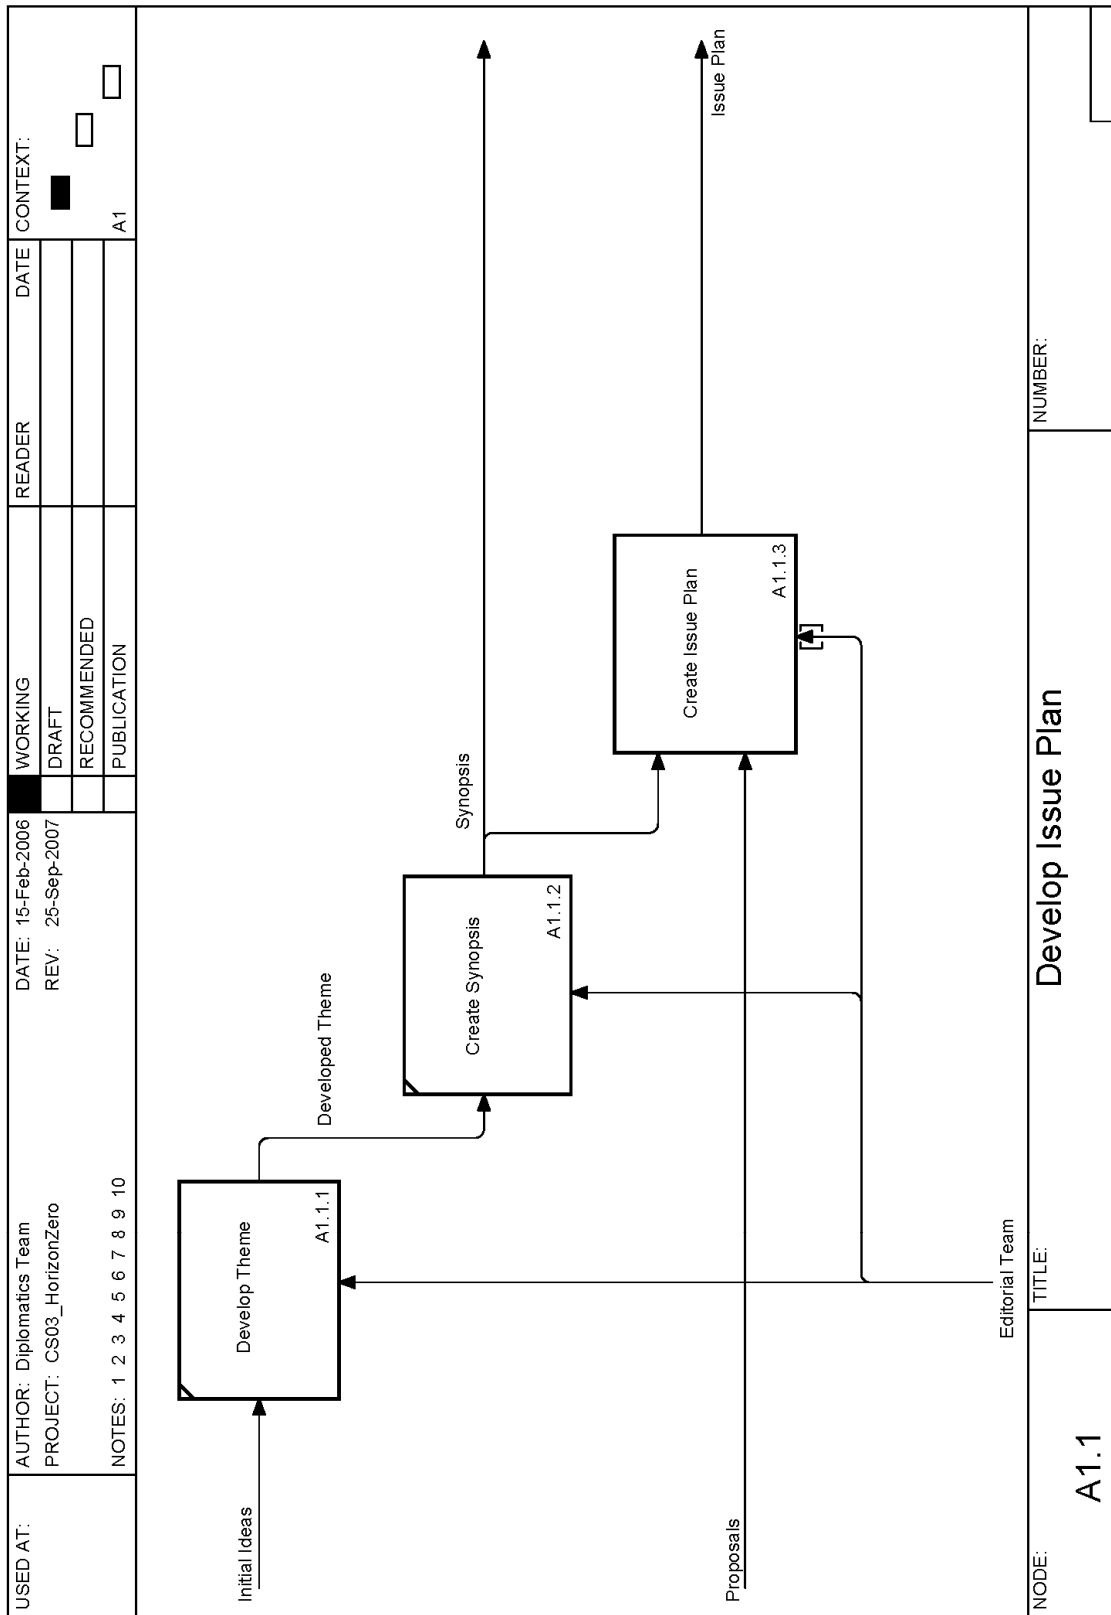 USED AT:
AUTHOR: Diplomatics Team
PROJECT: CS03_HorizonZero
NOTES: 1 2 3 4 5 6 7 8 9 10
DATE: 15-Feb-2006
REV: 25-Sep-2007
WORKING
DRAFT
RECOMMENDED
PUBLICATION
READER
DATE
CONTEXT:
A1
Initial Ideas
Develop Theme
A1.1.1
Developed Theme
Create Synopsis
A1.1.2
Synopsis
Create Issue Plan
A1.1.3
Issue Plan
Proposals
Editorial Team
NODE:
A1.1
TITLE:
Develop Issue Plan
NUMBER: